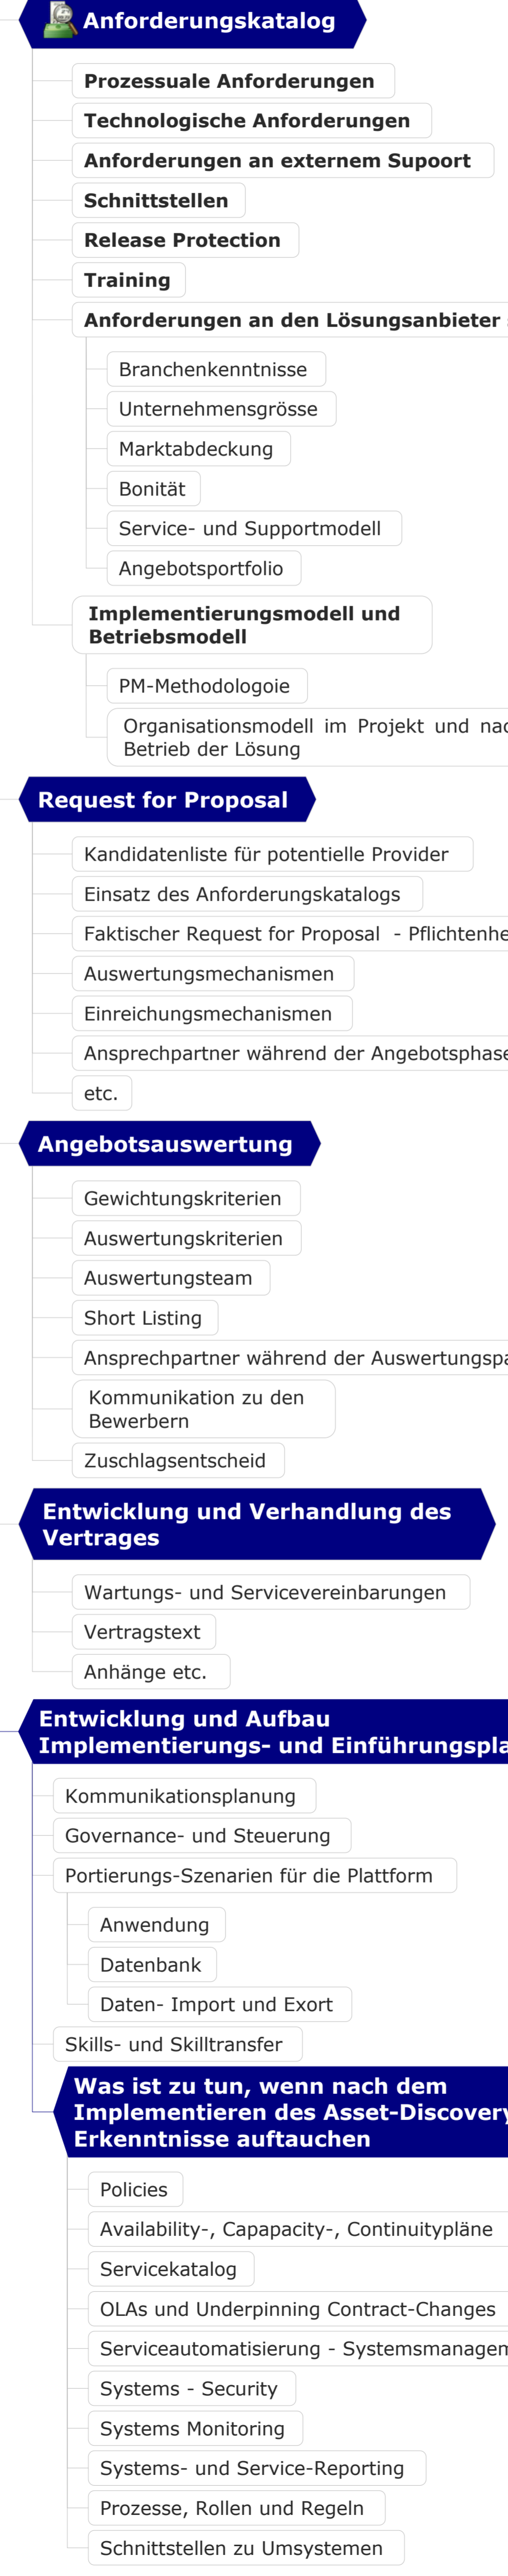 Anforderungskatalog
Prozessuale Anforderungen
Technologische Anforderungen
Anforderungen an externem Supoort
Schnittstellen
Release Protection
Training
Anforderungen an den Lösungsanbieter
Branchenkenntnisse
Unternehmensgrösse
Marktabdeckung
Bonität
Service- und Supportmodell
Angebotsportfolio
Implementierungsmodell und
Betriebsmodell
PM-Methodologoie
Organisationsmodell im Projekt und
Betrieb der Lösung
Request for Proposal
Kandidatenliste für potentielle Provider
Einsatz des Anforderungskatalogs
Faktischer Request for Proposal - 
Auswertungsmechanismen
Einreichungsmechanismen
Ansprechpartner während der Angebotsphase
etc.
Angebotsauswertung
Gewichtungskriterien
Auswertungskriterien
Auswertungsteam
Short Listing
Ansprechpartner während der
Kommunikation zu den
Bewerbern
Zuschlagsentscheid
Entwicklung und Verhandlung des
Vertrages
Wartungs- und Servicevereinbarungen
Vertragstext
Anhänge etc.
Entwicklung und Aufbau
Implementierungs- und
Kommunikationsplanung
Governance- und Steuerung
Portierungs-Szenarien für die Plattform
Anwendung
Datenbank
Daten- Import und Exort
Skills- und Skilltransfer
Was ist zu tun, wenn nach dem
Implementieren des Asset-Discovery
Erkenntnisse auftauchen
Policies
Availability-, Capapacity-, Continuitypläne
Servicekatalog
OLAs und Underpinning Contract-Changes
Serviceautomatisierung -
Systems - Security
Systems Monitoring
Systems- und Service-Reporting
Prozesse, Rollen und Regeln
Schnittstellen zu Umsystemen